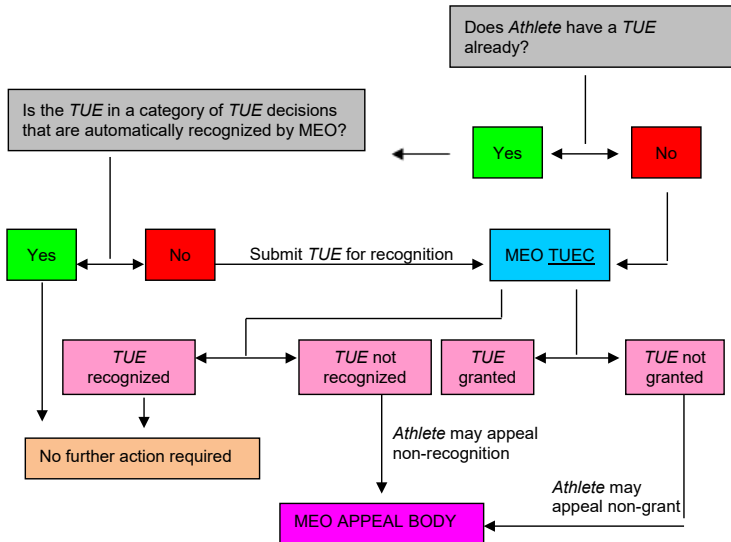 Does Athlete have a TUE
already?
Is the TUE in a category of TUE decisions
that are automatically recognized by MEO?
Yes
No
Yes
No
Submit TUE for recognition
MEO TUEC
TUE
recognized
TUE not
recognized
TUE
granted
TUE not
granted
Athlete may appeal
non-recognition
No further action required
Athlete may
appeal non-grant
MEO APPEAL BODY